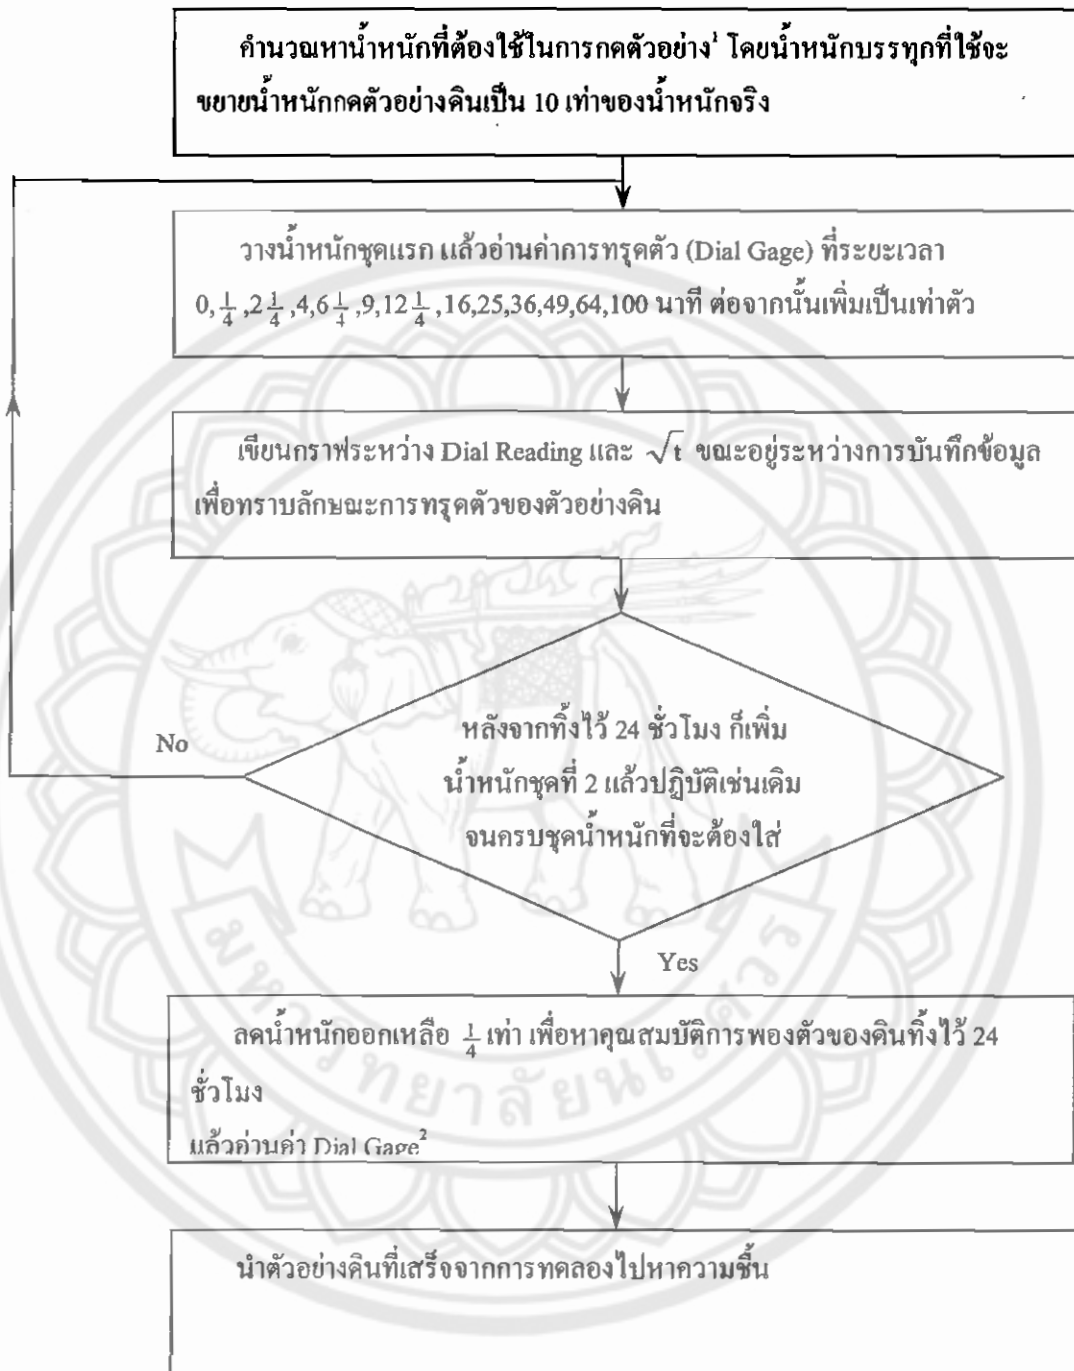 คำนวณหาน้ำหนักที่ต้องใช้ในการกดตัวอย่าง¹ โดยน้ำหนักบรรทุกที่ใช้จะ
ขยายน้ำหนักกดตัวอย่างดินเป็น 10 เท่าของน้ำหนักจริง
วางน้ำหนักชุดแรก แล้วอ่านค่าการทรุดตัว (Dial Gage) ที่ระยะเวลา
0,1/4,2 1/4,4,6 1/4,9,12 1/4,16,25,36,49,64,100 นาที ต่อจากนั้นเพิ่มเป็นเท่าตัว
เขียนกราฟระหว่าง Dial Reading และ √t ขณะอยู่ระหว่างการบันทึกข้อมูล
เพื่อทราบลักษณะการทรุดตัวของตัวอย่างดิน
หลังจากทิ้งไว้ 24 ชั่วโมง ก็เพิ่ม
No
น้ำหนักชุดที่ 2 แล้วปฏิบัติเช่นเดิม
จนครบชุดน้ำหนักที่จะต้องใส่
Yes
ลดน้ำหนักออกเหลือ 1/4 เท่า เพื่อหาคุณสมบัติการพองตัวของดินทิ้งไว้ 24
ชั่วโมง
แล้วอ่านค่า Dial Gage²
นำตัวอย่างดินที่เสร็จจากการทดลองไปหาความชื้น
มหาวิทยาลัยนเรศวร